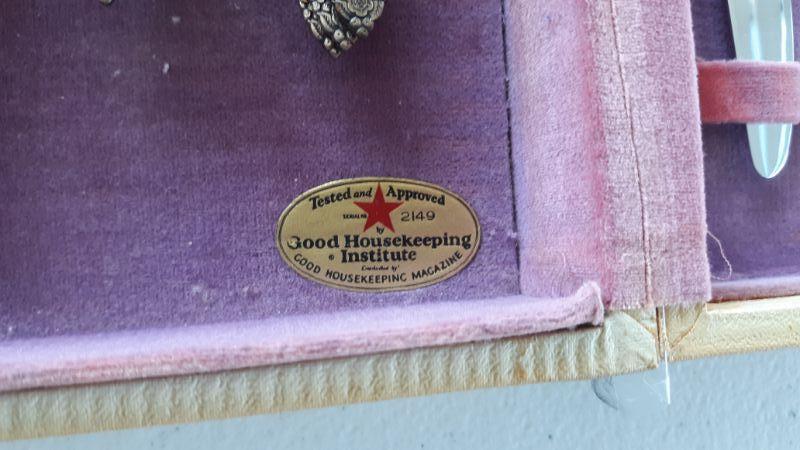 Tested and Approved
SERIAL NO. 2149
by
Good Housekeeping
Institute
Conducted by
GOOD HOUSEKEEPING MAGAZINE